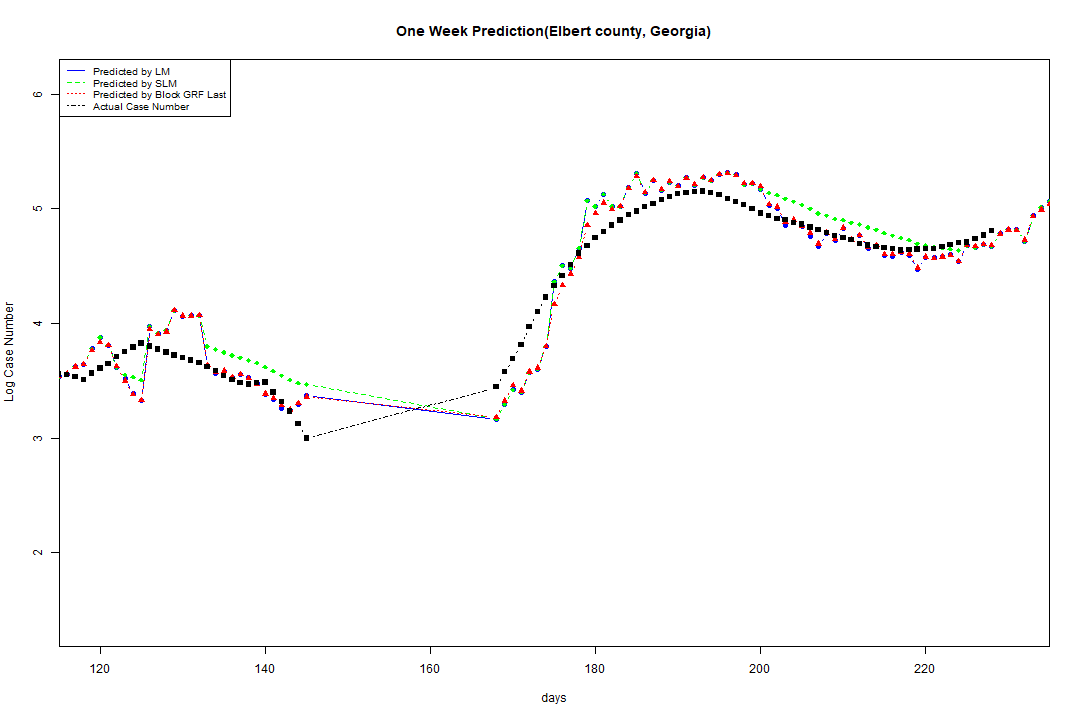 One Week Prediction(Elbert county, Georgia)
Predicted by LM
Predicted by SLM
Predicted by Block GRF Last
Actual Case Number
6
5
4
3
2
Log Case Number
120 140 160 180 200 220
days